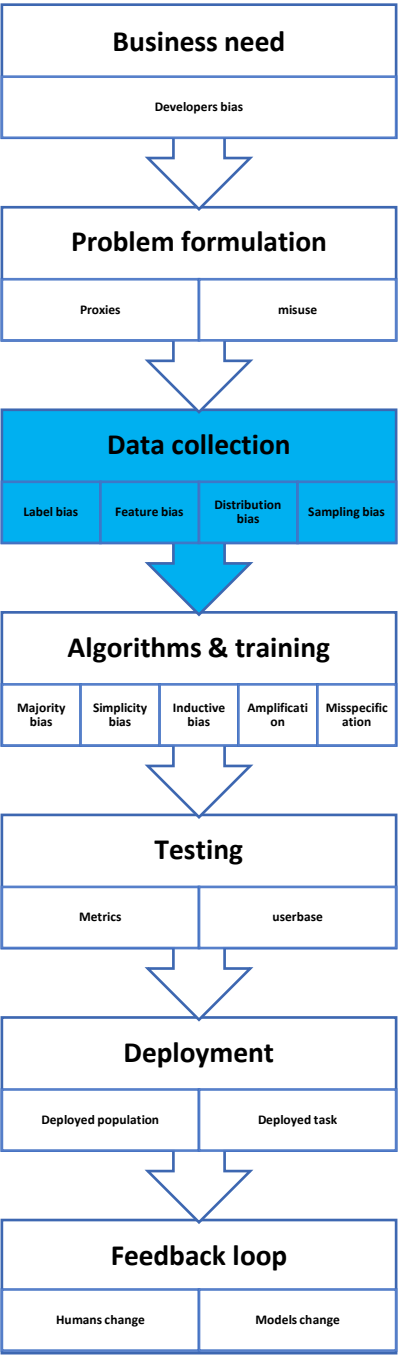 Business need
Developers bias
Problem formulation
Proxies
misuse
Data collection
Label bias
Feature bias
Distribution
bias
Sampling bias
Algorithms & training
Majority
bias
Simplicity
bias
Inductive
bias
Amplificati
on
Misspecific
ation
Testing
Metrics
userbase
Deployment
Deployed population
Deployed task
Feedback loop
Humans change
Models change